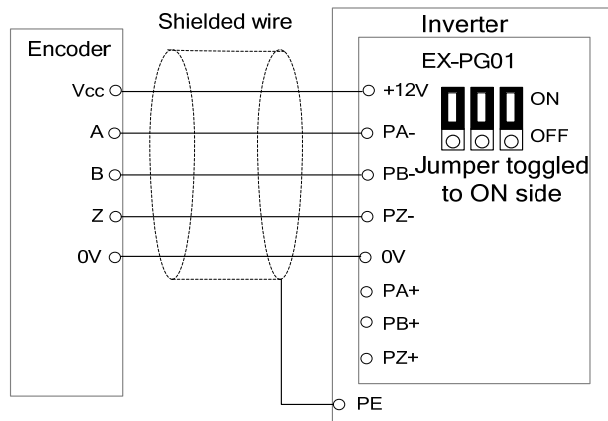 Shielded wire
Inverter
Encoder
EX-PG01
Vcc
+12V
ON
A
PA-
OFF
B
PB-
Jumper toggled
to ON side
Z
PZ-
0V
0V
PA+
PB+
PZ+
PE